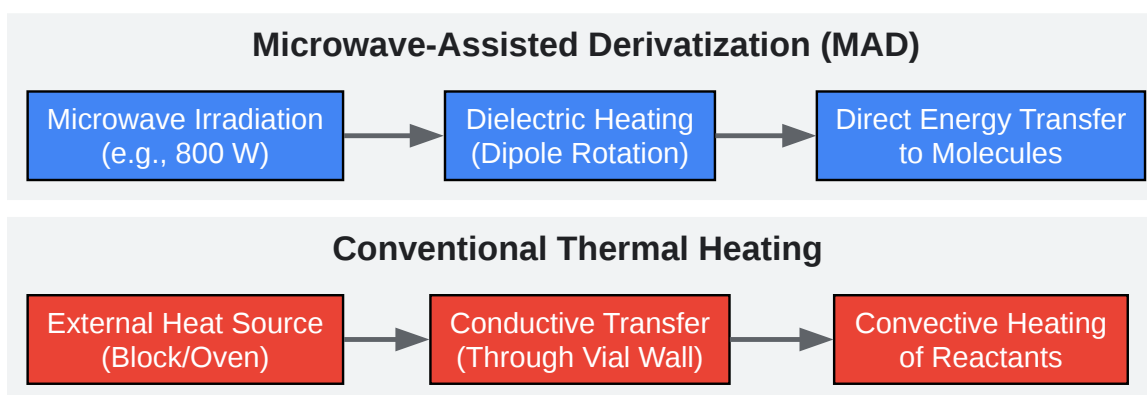 Microwave-Assisted Derivatization (MAD)
Microwave Irradiation
(e.g., 800 W)
Dielectric Heating
(Dipole Rotation)
Direct Energy Transfer
to Molecules
Conventional Thermal Heating
External Heat Source
(Block/Oven)
Conductive Transfer
(Through Vial Wall)
Convective Heating
of Reactants